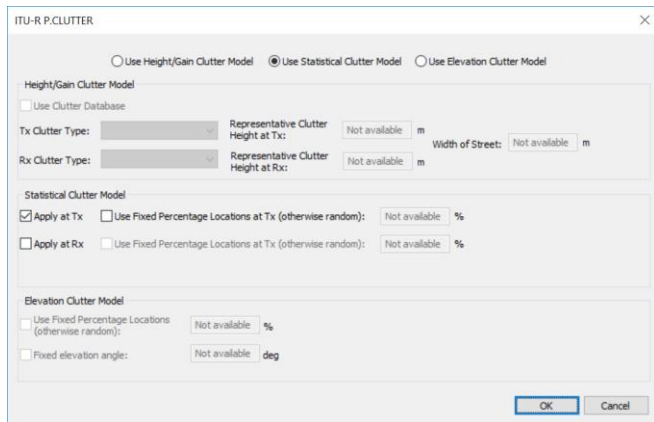 ITU-R P.CLUTTER
Use Height/Gain Clutter Model Use Statistical Clutter Model Use Elevation Clutter Model
Height/Gain Clutter Model
Use Clutter Database
Tx Clutter Type: Representative Clutter Height at Tx: Not available m
Width of Street: Not available m
Rx Clutter Type: Representative Clutter Height at Rx: Not available m
Statistical Clutter Model
Apply at Tx Use Fixed Percentage Locations at Tx (otherwise random): Not available %
Apply at Rx Use Fixed Percentage Locations at Tx (otherwise random): Not available %
Elevation Clutter Model
Use Fixed Percentage Locations (otherwise random): Not available %
Fixed elevation angle: Not available deg
OK Cancel